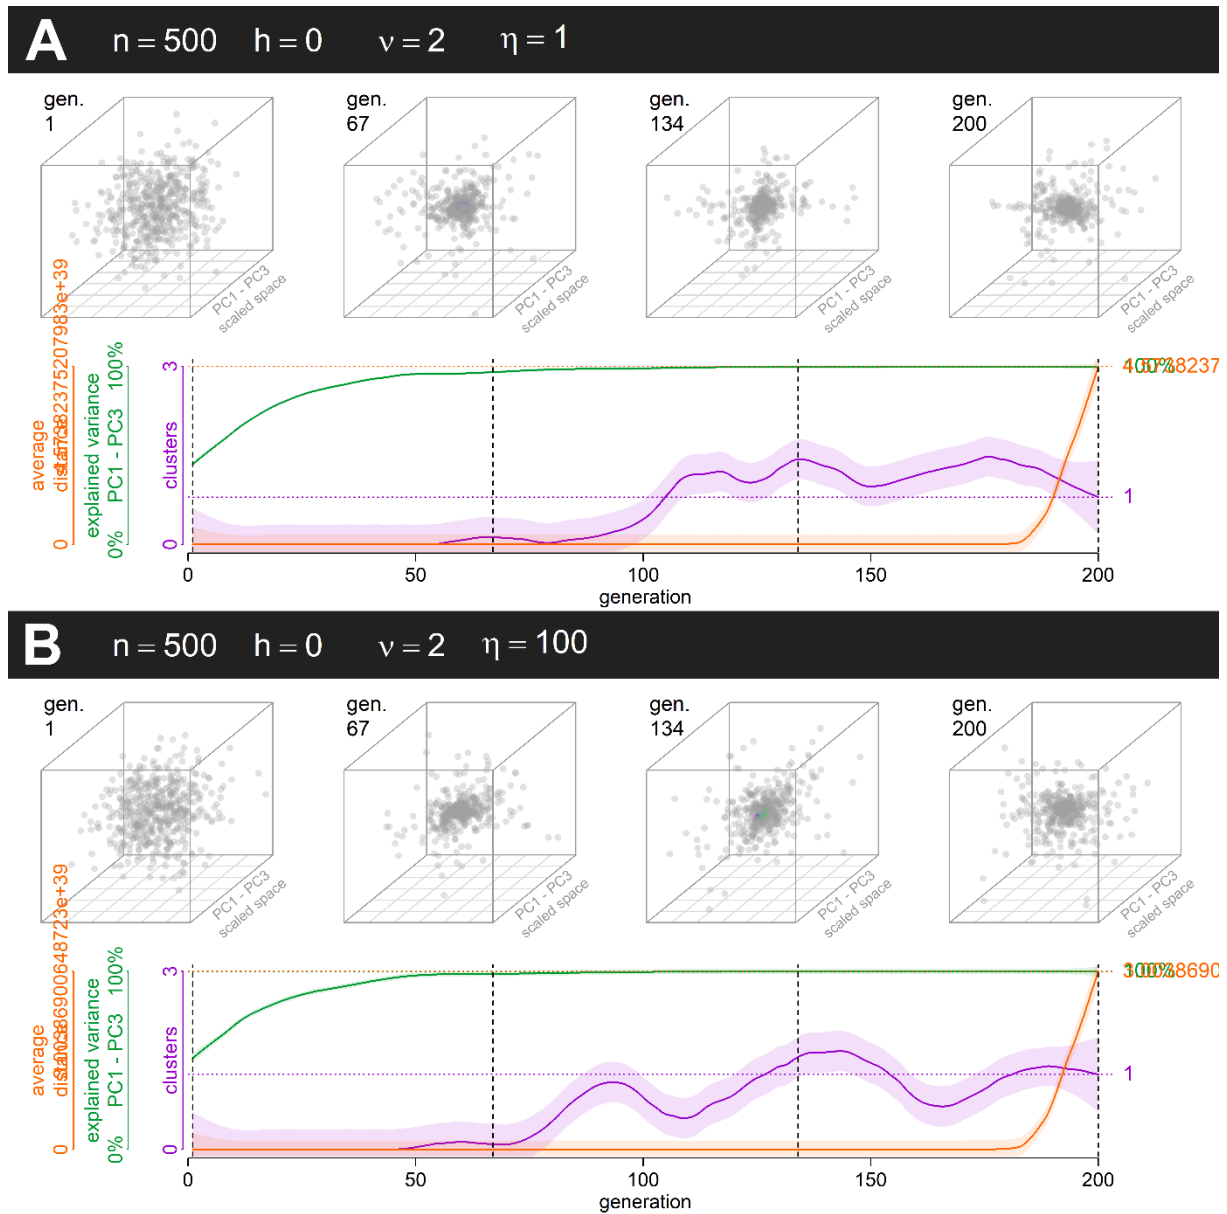 A n = 500 h = 0 ν = 2 η = 1
gen. 1
gen. 67
gen. 134
gen. 200
PC1 - PC3 scaled space
PC1 - PC3 scaled space
PC1 - PC3 scaled space
PC1 - PC3 scaled space
average distance
0
explained variance
PC1 - PC3
0% 100%
clusters
0 3
100%
1
0 50 100 150 200
generation
B n = 500 h = 0 ν = 2 η = 100
gen. 1
gen. 67
gen. 134
gen. 200
PC1 - PC3 scaled space
PC1 - PC3 scaled space
PC1 - PC3 scaled space
PC1 - PC3 scaled space
average distance
0
explained variance
PC1 - PC3
0% 100%
clusters
0 3
100%
1
0 50 100 150 200
generation